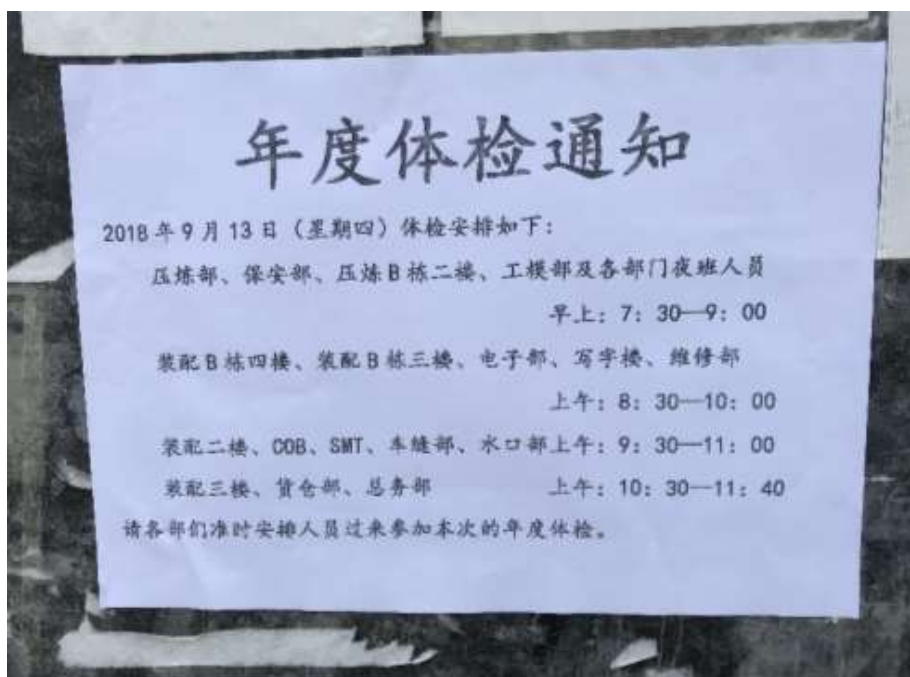 年度体检通知
2018年9月13日（星期四）体检安排如下：
压炼部、保安部、压炼B栋二楼、工模部及各部门夜班人员
早上：7：30—9：00
装配B栋四楼、装配B栋三楼、电子部、写字楼、维修部
上午：8：30—10：00
装配二楼、COB、SMT、车缝部、水口部上午：9：30—11：00
装配三楼、货仓部、总务部 上午：10：30—11：40
请各部们准时安排人员过来参加本次的年度体检。